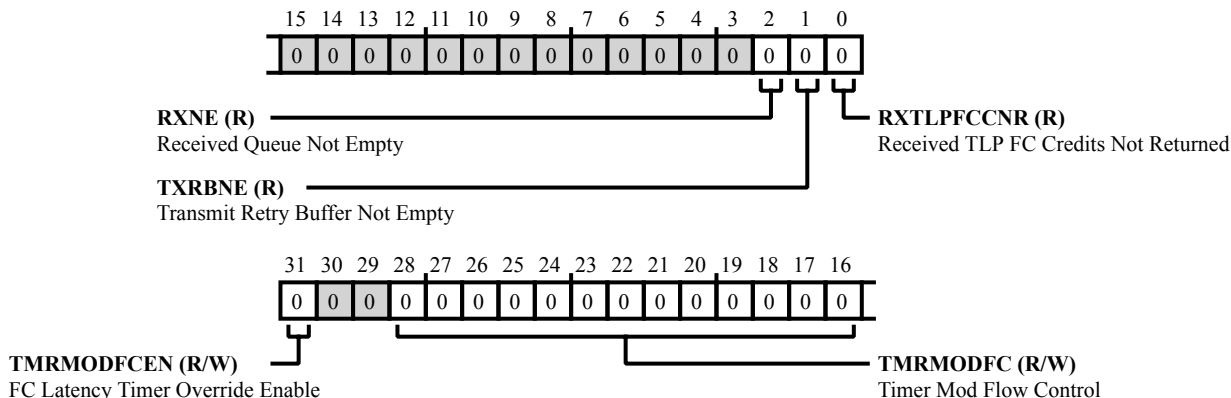 15 14 13 12 11 10 9 8 7 6 5 4 3 2 1 0
0 0 0 0 0 0 0 0 0 0 0 0 0 0 0 0
RXNE (R)
Received Queue Not Empty
RXTLPFCCNR (R)
Received TLP FC Credits Not Returned
TXRBNE (R)
Transmit Retry Buffer Not Empty
31 30 29 28 27 26 25 24 23 22 21 20 19 18 17 16
0 0 0 0 0 0 0 0 0 0 0 0 0 0 0 0
TMRMODFCEN (R/W)
FC Latency Timer Override Enable
TMRMODFC (R/W)
Timer Mod Flow Control